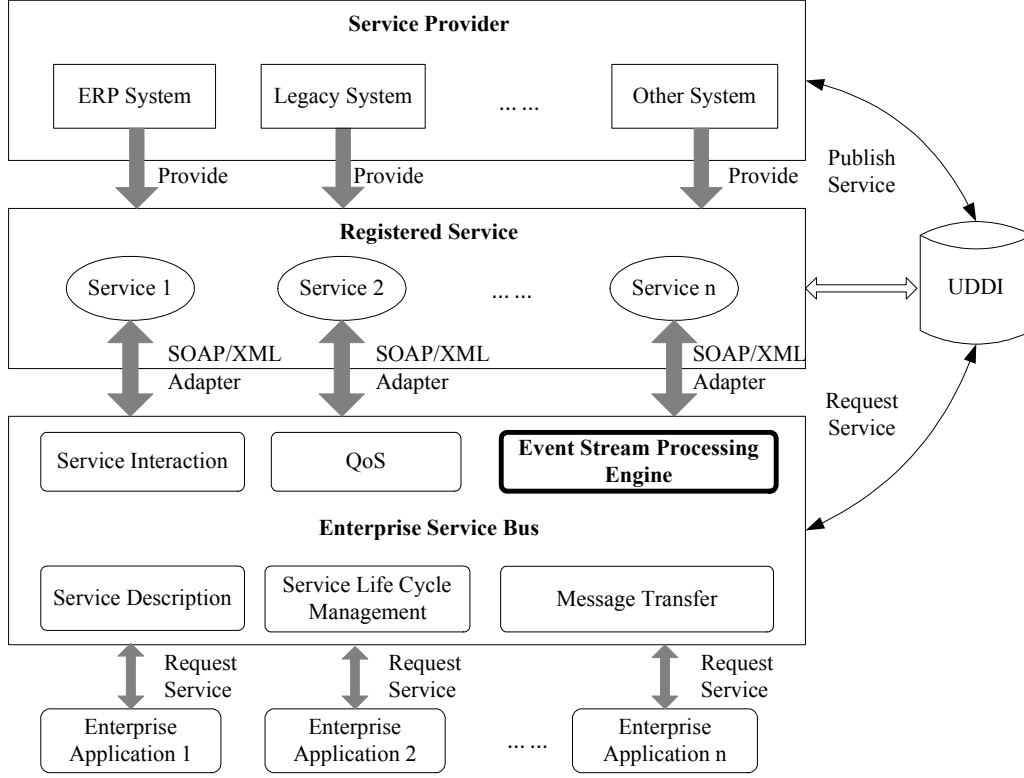 Service Provider
ERP System
Legacy System
... ...
Other System
Provide
Provide
Provide
Publish
Service
Registered Service
Service 1
Service 2
... ...
Service n
UDDI
SOAP/XML
Adapter
SOAP/XML
Adapter
SOAP/XML
Adapter
Request
Service
Service Interaction
QoS
Event Stream Processing
Engine
Enterprise Service Bus
Service Description
Service Life Cycle
Management
Message Transfer
Request
Service
Request
Service
Request
Service
Enterprise
Application 1
Enterprise
Application 2
... ...
Enterprise
Application n